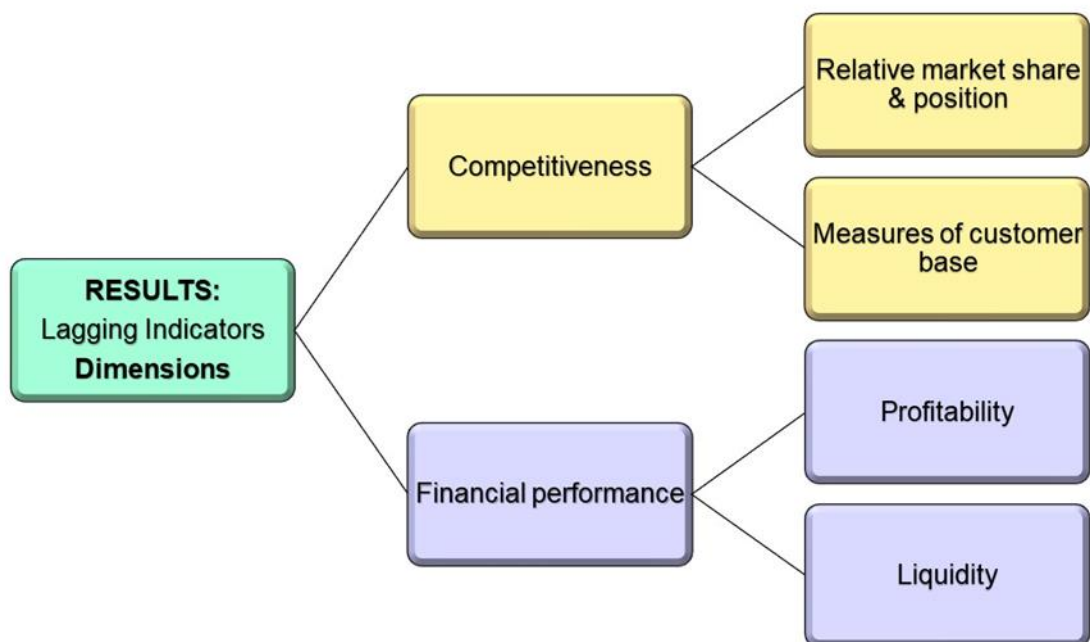 RESULTS:
Lagging Indicators
Dimensions
Competitiveness
Relative market share
& position
Measures of customer
base
Financial performance
Profitability
Liquidity